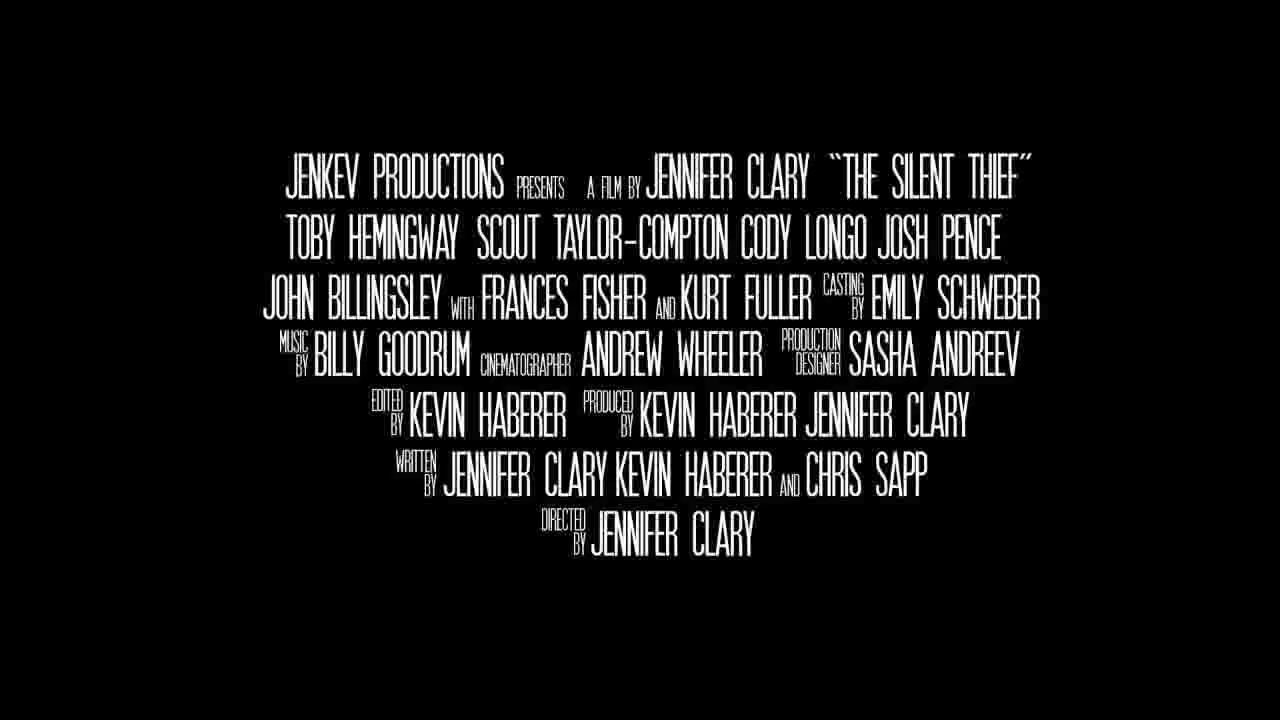 JENKEV PRODUCTIONS PRESENTS A FILM BY JENNIFER CLARY "THE SILENT THIEF"
TOBY HEMINGWAY SCOUT TAYLOR-COMPTON CODY LONGO JOSH PENCE
JOHN BILLINGSLEY WITH FRANCES FISHER AND KURT FULLER CASTING BY EMILY SCHWEBER
MUSIC BY BILLY GOODRUM CINEMATOGRAPHER ANDREW WHEELER PRODUCTION DESIGNER SASHA ANDREEV
EDITED BY KEVIN HABERER PRODUCED BY KEVIN HABERER JENNIFER CLARY
WRITTEN BY JENNIFER CLARY KEVIN HABERER AND CHRIS SAPP
DIRECTED BY JENNIFER CLARY